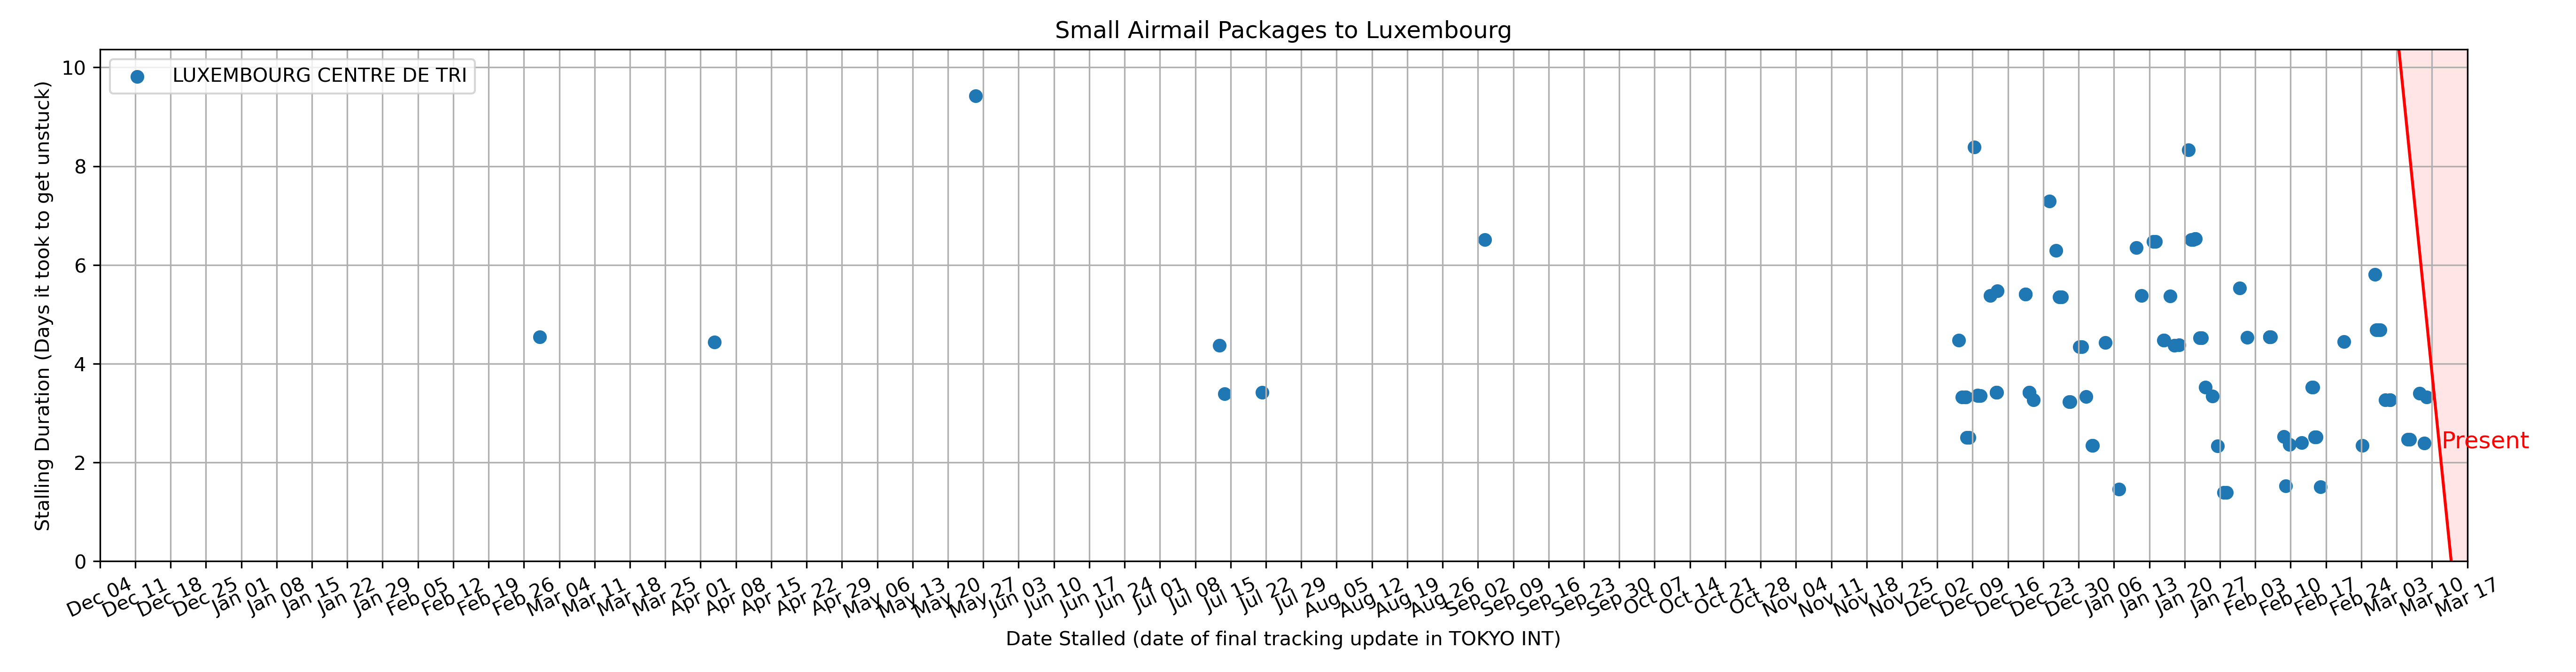 Small Airmail Packages to Luxembourg
LUXEMBOURG CENTRE DE TRI
Stalling Duration (Days it took to get unstuck)
10
8
6
4
2
0
Present
Dec 04 Dec 11 Dec 18 Dec 25 Jan 01 Jan 08 Jan 15 Jan 22 Jan 29 Feb 05 Feb 12 Feb 19 Feb 26 Mar 04 Mar 11 Mar 18 Mar 25 Apr 01 Apr 08 Apr 15 Apr 22 Apr 29 May 06 May 13 May 20 May 27 Jun 03 Jun 10 Jun 17 Jun 24 Jul 01 Jul 08 Jul 15 Jul 22 Jul 29 Aug 05 Aug 12 Aug 19 Aug 26 Sep 02 Sep 09 Sep 16 Sep 23 Sep 30 Oct 07 Oct 14 Oct 21 Oct 28 Nov 04 Nov 11 Nov 18 Nov 25 Dec 02 Dec 09 Dec 16 Dec 23 Dec 30 Jan 06 Jan 13 Jan 20 Jan 27 Feb 03 Feb 10 Feb 17 Feb 24 Mar 03 Mar 10 Mar 17
Date Stalled (date of final tracking update in TOKYO INT)